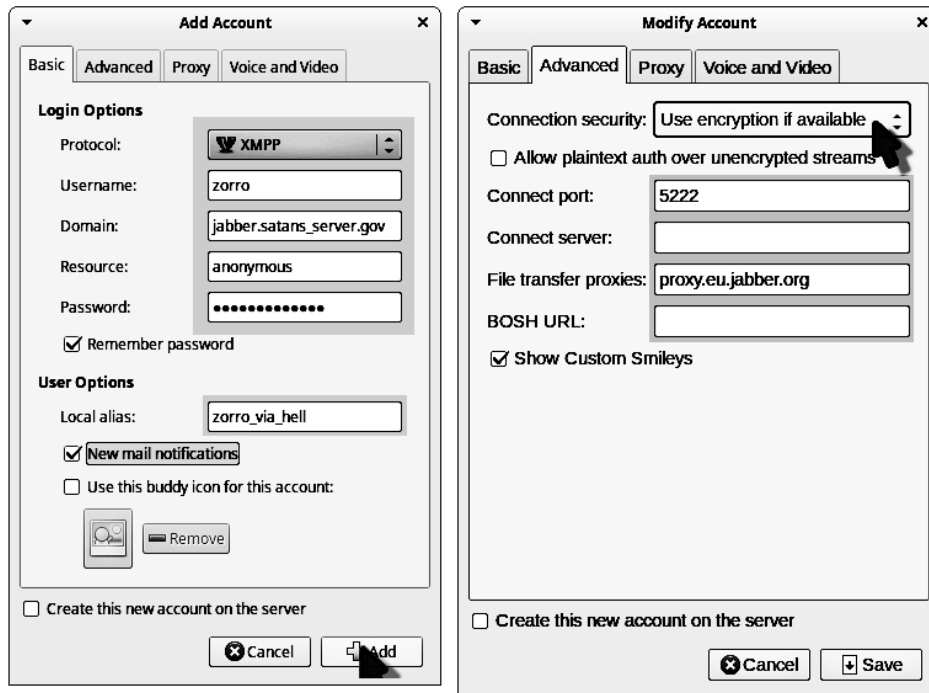 Add Account
Basic Advanced Proxy Voice and Video
Login Options
Protocol: XMPP
Username: zorro
Domain: jabber.satans_server.gov
Resource: anonymous
Password: ●●●●●●●●●●●●●
Remember password
User Options
Local alias: zorro_via_hell
New mail notifications
Use this buddy icon for this account:
Remove
Create this new account on the server
Cancel Add
Modify Account
Basic Advanced Proxy Voice and Video
Connection security: Use encryption if available
Allow plaintext auth over unencrypted streams
Connect port: 5222
Connect server:
File transfer proxies: proxy.eu.jabber.org
BOSH URL:
Show Custom Smileys
Create this new account on the server
Cancel Save